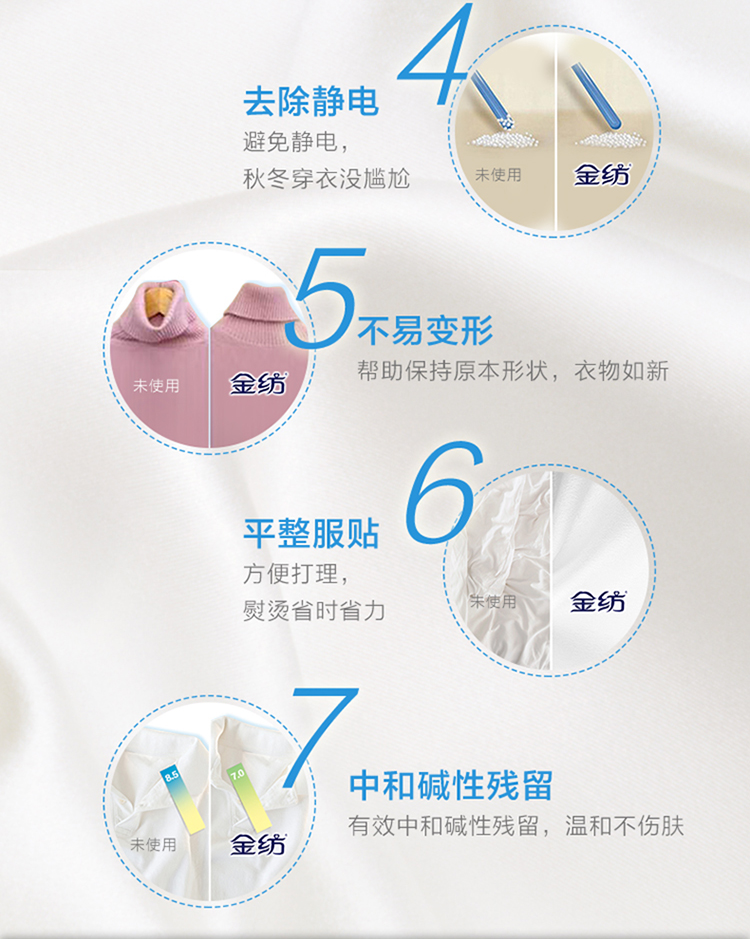 4
去除静电
避免静电，
秋冬穿衣没尴尬
未使用
金纺
5
不易变形
帮助保持原本形状，衣物如新
未使用
金纺
6
平整服贴
方便打理，
熨烫省时省力
未使用
金纺
7
中和碱性残留
有效中和碱性残留，温和不伤肤
8.5
7.0
未使用
金纺